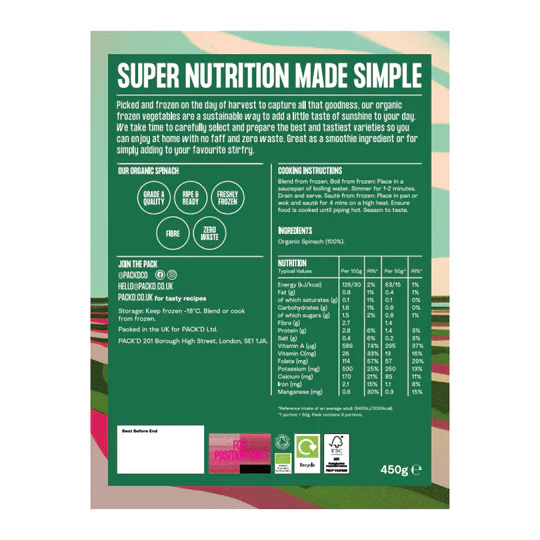 SUPER NUTRITION MADE SIMPLE
Picked and frozen on the day of harvest to capture all that goodness, our organic
frozen vegetables are a sustainable way to add a little taste of sunshine to your day.
We take time to carefully select and prepare the best and tastiest varieties so you
can enjoy at home with no faff and zero waste. Great as a smoothie ingredient or for
simply adding to your favourite stirfry.
OUR ORGANIC SPINACH
GRADE A
QUALITY
RIPE &
READY
FRESHLY
FROZEN
FIBRE
ZERO
WASTE
JOIN THE PACK
@PACKDCO
HELLO@PACKD.CO.UK
PACKD.CO.UK for tasty recipes
Storage: Keep frozen -18°C. Blend or cook
from frozen.
Packed in the UK for PACK'D Ltd.
PACK'D 201 Borough High Street, London, SE1 1JA.
COOKING INSTRUCTIONS
Blend from frozen. Boil from frozen: Place in a
saucepan of boiling water. Simmer for 1-2 minutes.
Drain and serve. Sauté from frozen: Place in pan or
wok and sauté for 4 mins on a high heat. Ensure
food is cooked until piping hot. Season to taste.
INGREDIENTS
Organic Spinach (100%).
NUTRITION
Typical Values Per 100g RI%* Per 50g^ RI%*
Energy (kJ/kcal) 126/30 2% 63/15 1%
Fat (g) 0.8 1% 0.4 1%
of which saturates (g) 0.1 1% 0.1 0%
Carbohydrates (g) 1.6 1% 0.8 0%
of which sugars (g) 1.5 2% 0.8 1%
Fibre (g) 2.7 1.4
Protein (g) 2.8 6% 1.4 3%
Salt (g) 0.4 6% 0.2 3%
Vitamin A (µg) 589 74% 295 37%
Vitamin C (mg) 26 33% 13 16%
Folate (mg) 114 57% 57 29%
Potassium (mg) 500 25% 250 13%
Calcium (mg) 170 21% 85 11%
Iron (mg) 2.1 15% 1.1 8%
Manganese (mg) 0.6 30% 0.3 15%
*Reference intake of an average adult (8400kJ/2000kcal).
^1 portion = 50g. Pack contains 9 portions.
Best Before End
FOR
POSITION ONLY
Recycle
FSC
MIX
450g ℮